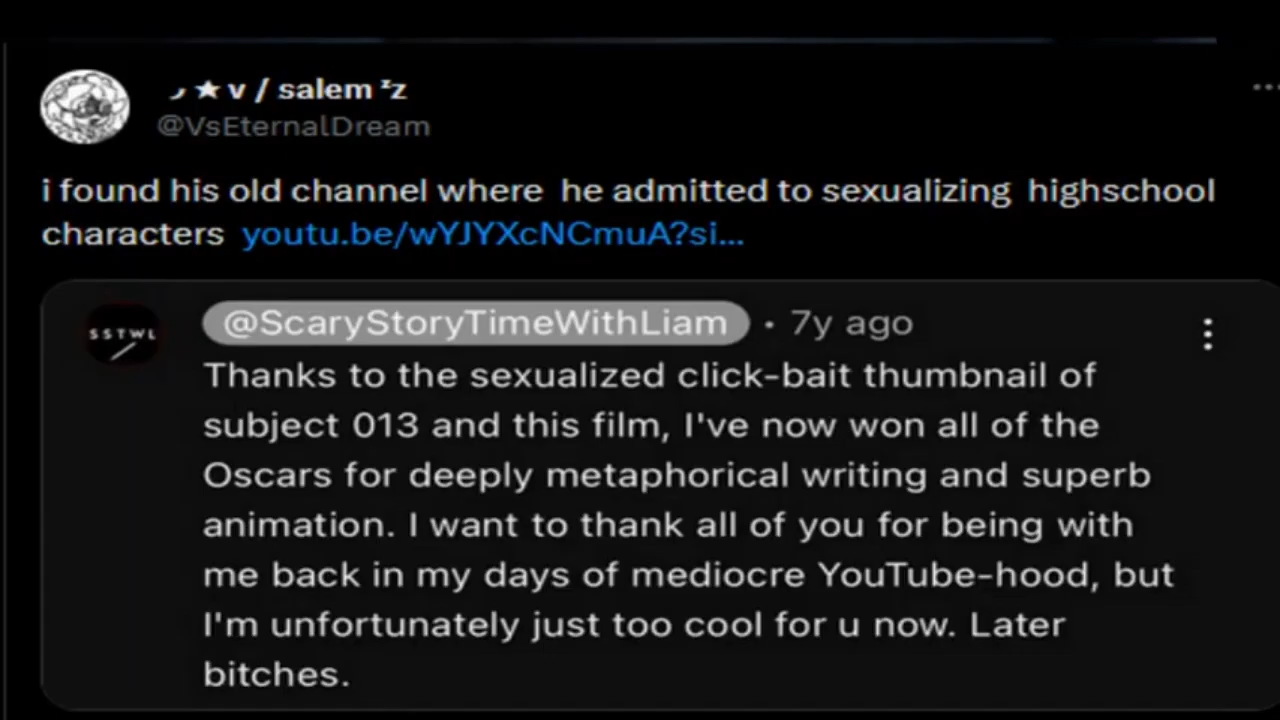 ◞ ★ v / salem ᶻz
@VsEternalDream
i found his old channel where he admitted to sexualizing highschool
characters youtu.be/wYJYXcNCmuA?si...
SSTWL
@ScaryStoryTimeWithLiam • 7y ago
Thanks to the sexualized click-bait thumbnail of
subject 013 and this film, I've now won all of the
Oscars for deeply metaphorical writing and superb
animation. I want to thank all of you for being with
me back in my days of mediocre YouTube-hood, but
I'm unfortunately just too cool for u now. Later
bitches.